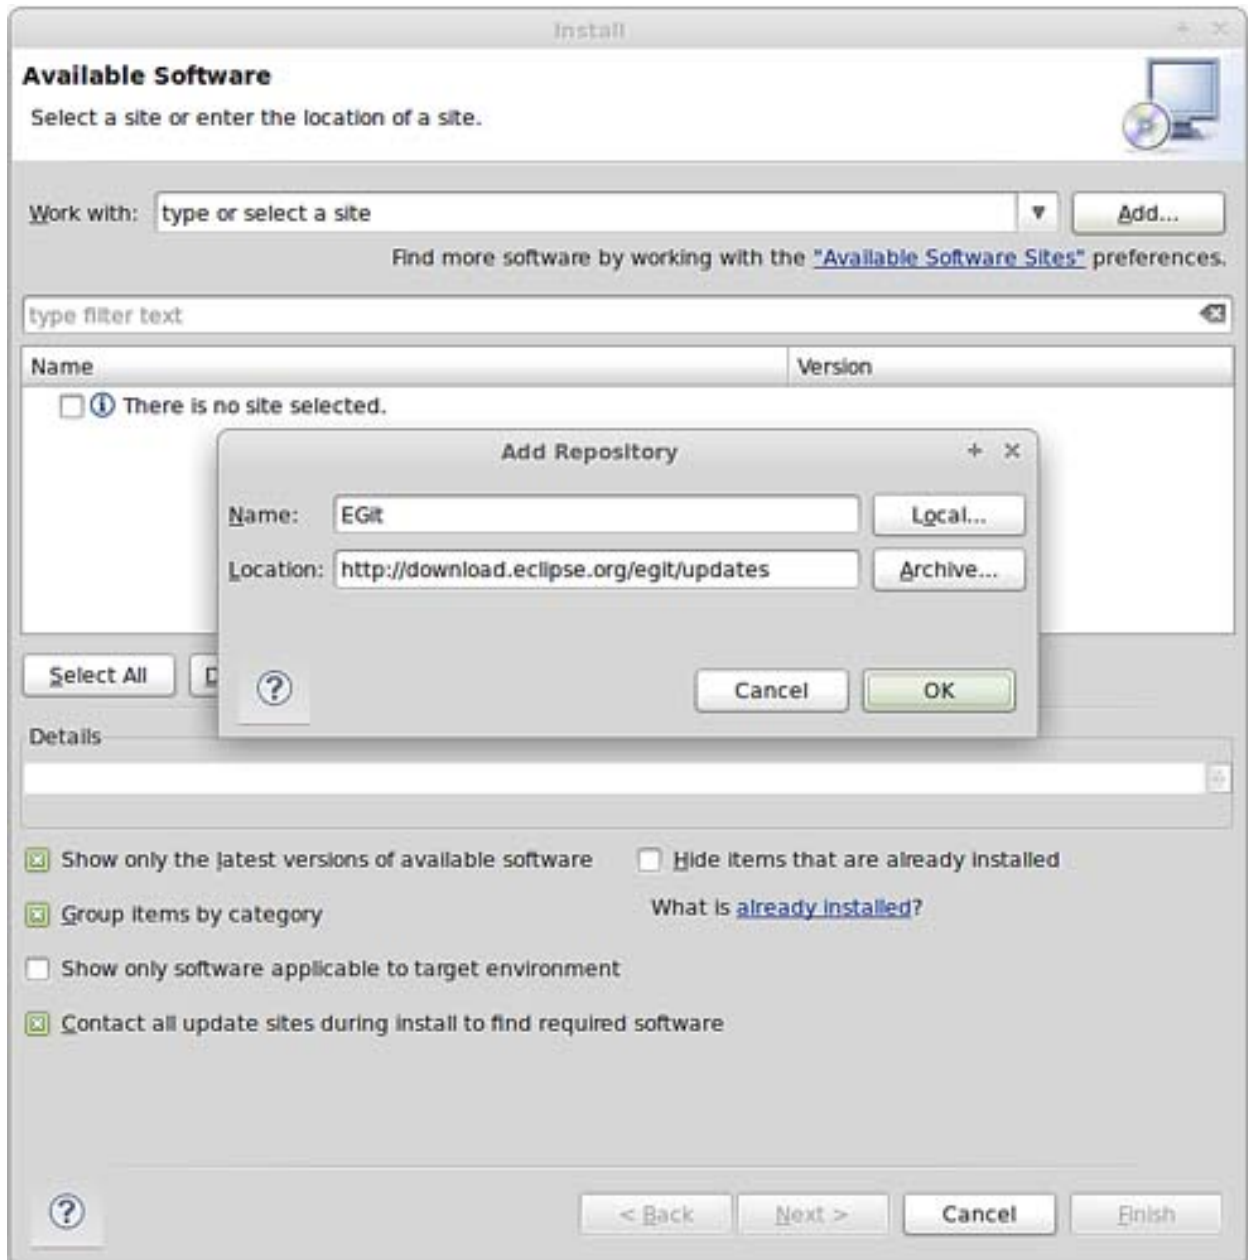 Install
Available Software
Select a site or enter the location of a site.
Work with: type or select a site Add...
Find more software by working with the "Available Software Sites" preferences.
type filter text
Name Version
There is no site selected.
Add Repository
Name: EGit Local...
Location: http://download.eclipse.org/egit/updates Archive...
Select All D
Cancel OK
Details
Show only the latest versions of available software Hide items that are already installed
Group items by category What is already installed?
Show only software applicable to target environment
Contact all update sites during install to find required software
< Back Next > Cancel Finish